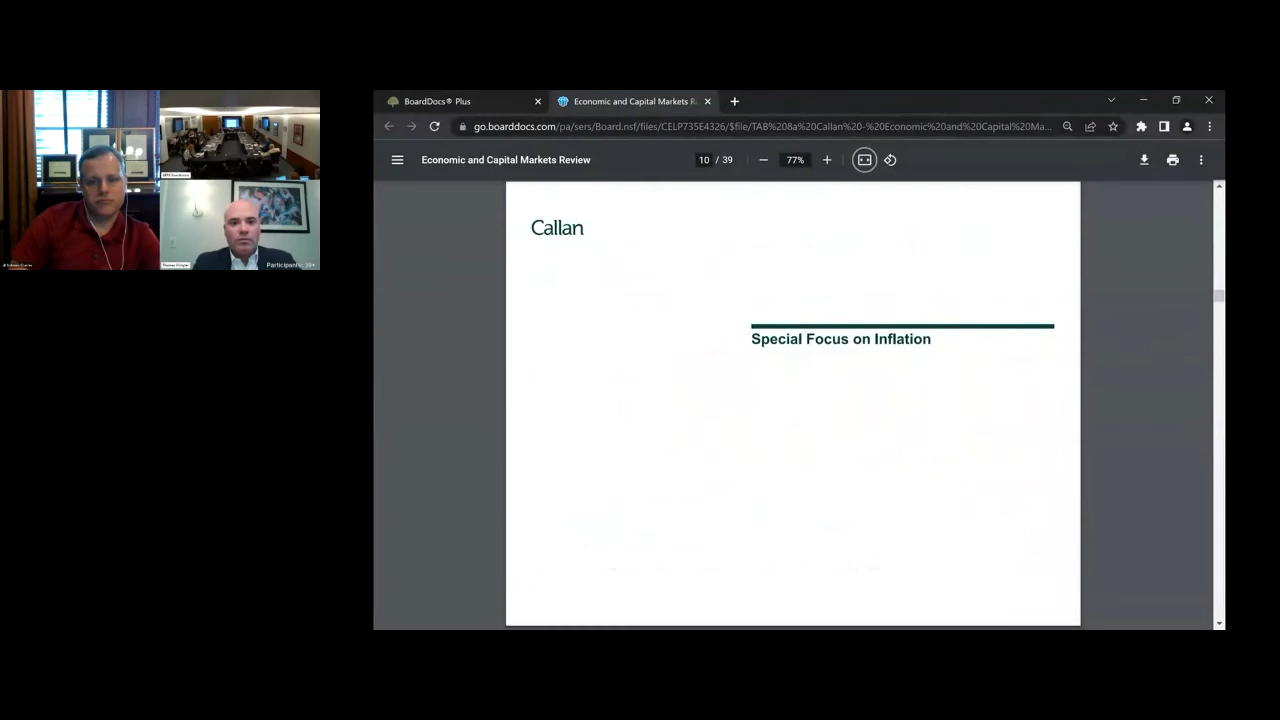 BoardDocs® Plus
Economic and Capital Markets R
go.boarddocs.com/pa/sers/Board.nsf/files/CELP735E4326/$file/TAB%208a%20Callan%20-%20Economic%20and%20Capital%20Ma...
Economic and Capital Markets Review
10 / 39
77%
Callan
Special Focus on Inflation
Participants: 30+